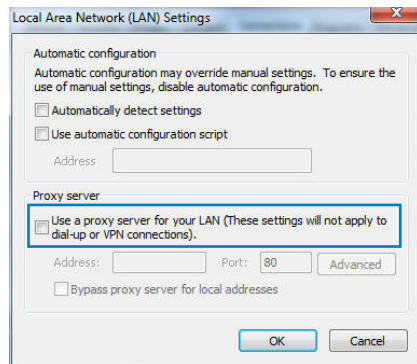 Local Area Network (LAN) Settings
Automatic configuration
Automatic configuration may override manual settings. To ensure the
use of manual settings, disable automatic configuration.
Automatically detect settings
Use automatic configuration script
Address
Proxy server
Use a proxy server for your LAN (These settings will not apply to
dial-up or VPN connections).
Address:
Port:
80
Advanced
Bypass proxy server for local addresses
OK
Cancel